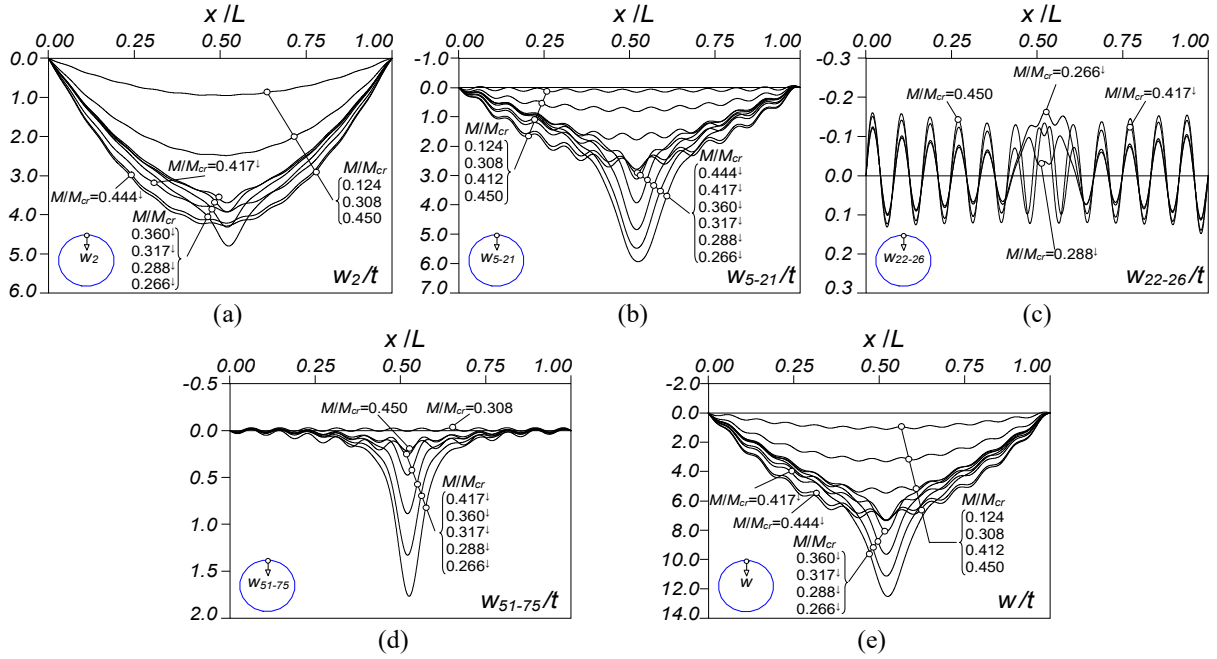 x /L
0.00 0.25 0.50 0.75 1.00
0.0
1.0
2.0
3.0
4.0
5.0
6.0
M/Mcr=0.417↓
M/Mcr=0.444↓
M/Mcr
0.124
0.308
0.450
M/Mcr
0.360↓
0.317↓
0.288↓
0.266↓
w2
w2/t
(a)
x /L
0.00 0.25 0.50 0.75 1.00
-1.0
0.0
1.0
2.0
3.0
4.0
5.0
6.0
7.0
M/Mcr
0.124
0.308
0.412
0.450
M/Mcr
0.444↓
0.417↓
0.360↓
0.317↓
0.288↓
0.266↓
w5-21
w5-21/t
(b)
x /L
0.00 0.25 0.50 0.75 1.00
-0.3
-0.2
-0.1
0.0
0.1
0.2
0.3
M/Mcr=0.266↓
M/Mcr=0.450
M/Mcr=0.417↓
M/Mcr=0.288↓
w22-26
w22-26/t
(c)
x /L
0.00 0.25 0.50 0.75 1.00
-0.5
0.0
0.5
1.0
1.5
2.0
M/Mcr=0.450
M/Mcr=0.308
M/Mcr
0.417↓
0.360↓
0.317↓
0.288↓
0.266↓
w51-75
w51-75/t
(d)
x /L
0.00 0.25 0.50 0.75 1.00
-2.0
0.0
2.0
4.0
6.0
8.0
10.0
12.0
14.0
M/Mcr=0.417↓
M/Mcr=0.444↓
M/Mcr
0.124
0.308
0.412
0.450
M/Mcr
0.360↓
0.317↓
0.288↓
0.266↓
w
w/t
(e)